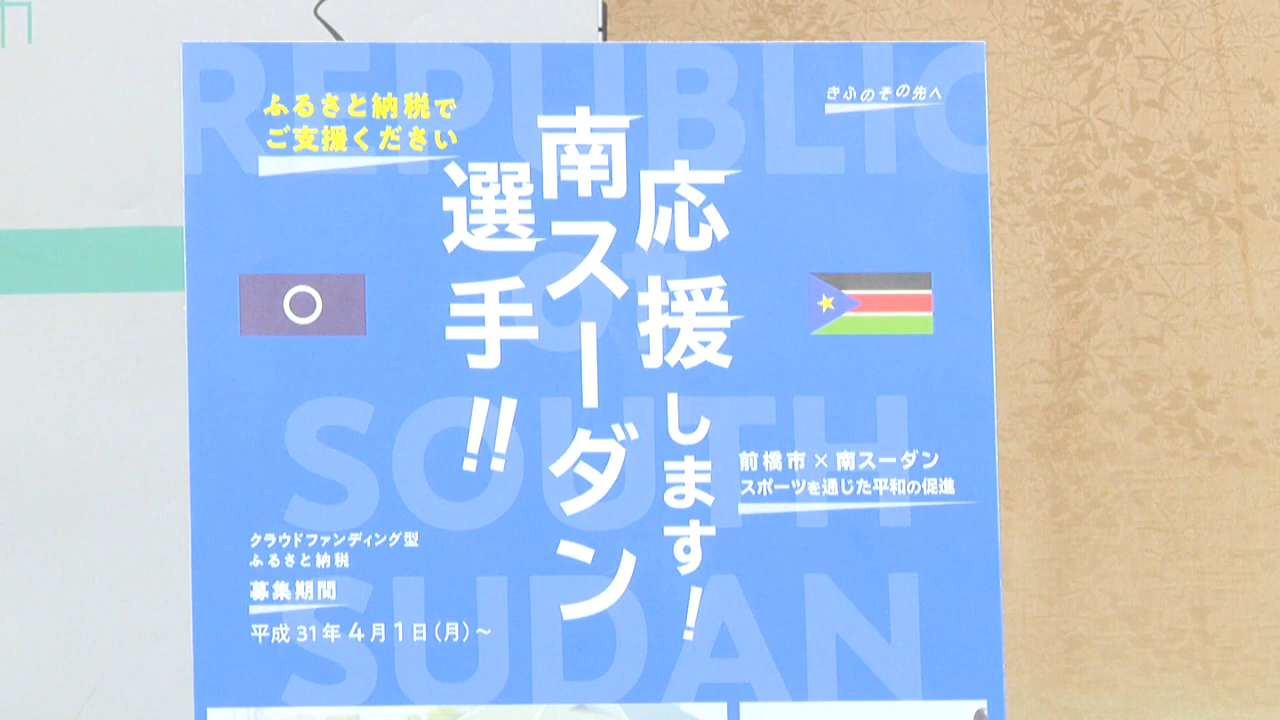 REPUBLIC
of
SOUTH
SUDAN
ふるさと納税で
ご支援ください
きふのその先へ
応援します!
南スーダン
選手!!
前橋市×南スーダン
スポーツを通じた平和の促進
クラウドファンディング型
ふるさと納税
募集期間
平成31年4月1日(月)～